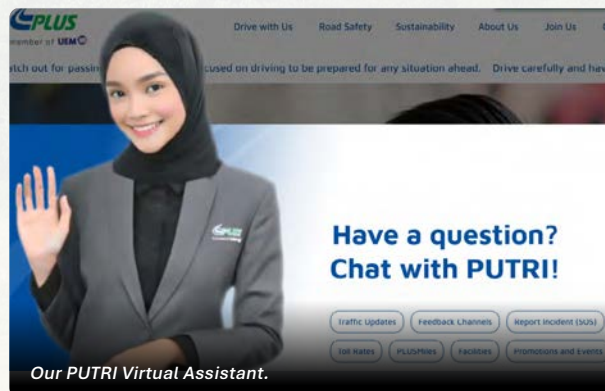 PLUS
member of UEM
Drive with Us Road Safety Sustainability About Us Join Us
atch out for passin cused on driving to be prepared for any situation ahead. Drive carefully and hav
PLUS
Have a question?
Chat with PUTRI!
Traffic Updates Feedback Channels Report Incident (SOS)
Toll Rates PLUSMiles Facilities Promotions and Events
Our PUTRI Virtual Assistant.